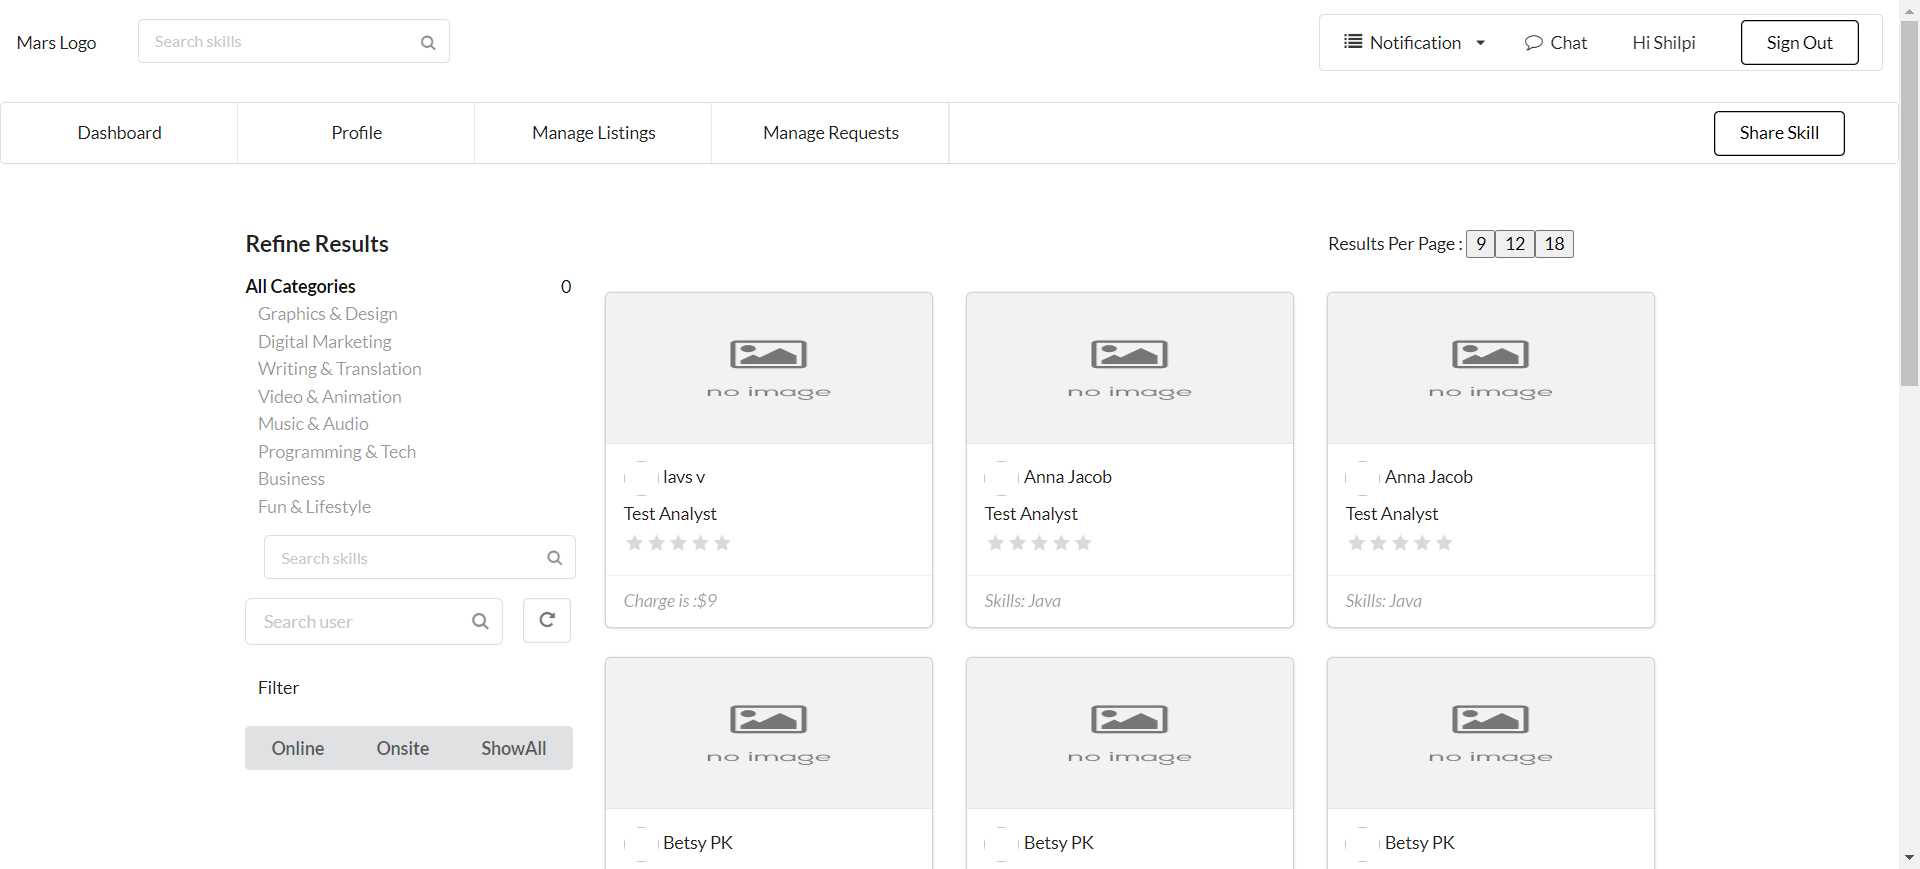 Mars Logo
Search skills
Notification
Chat
Hi Shilpi
Sign Out
Dashboard
Profile
Manage Listings
Manage Requests
Share Skill
Refine Results
Results Per Page : 9 12 18
All Categories 0
Graphics & Design
Digital Marketing
Writing & Translation
Video & Animation
Music & Audio
Programming & Tech
Business
Fun & Lifestyle
Search skills
Search user
Filter
Online Onsite ShowAll
no image
lavs v
Test Analyst
Charge is :$9
no image
Anna Jacob
Test Analyst
Skills: Java
no image
Anna Jacob
Test Analyst
Skills: Java
no image
Betsy PK
no image
Betsy PK
no image
Betsy PK